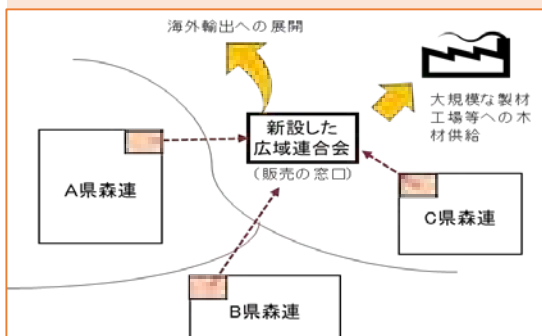 海外輸出への展開
大規模な製材
工場等への木
材供給
新設した
広域連合会
(販売の窓口)
A県森連
C県森連
B県森連